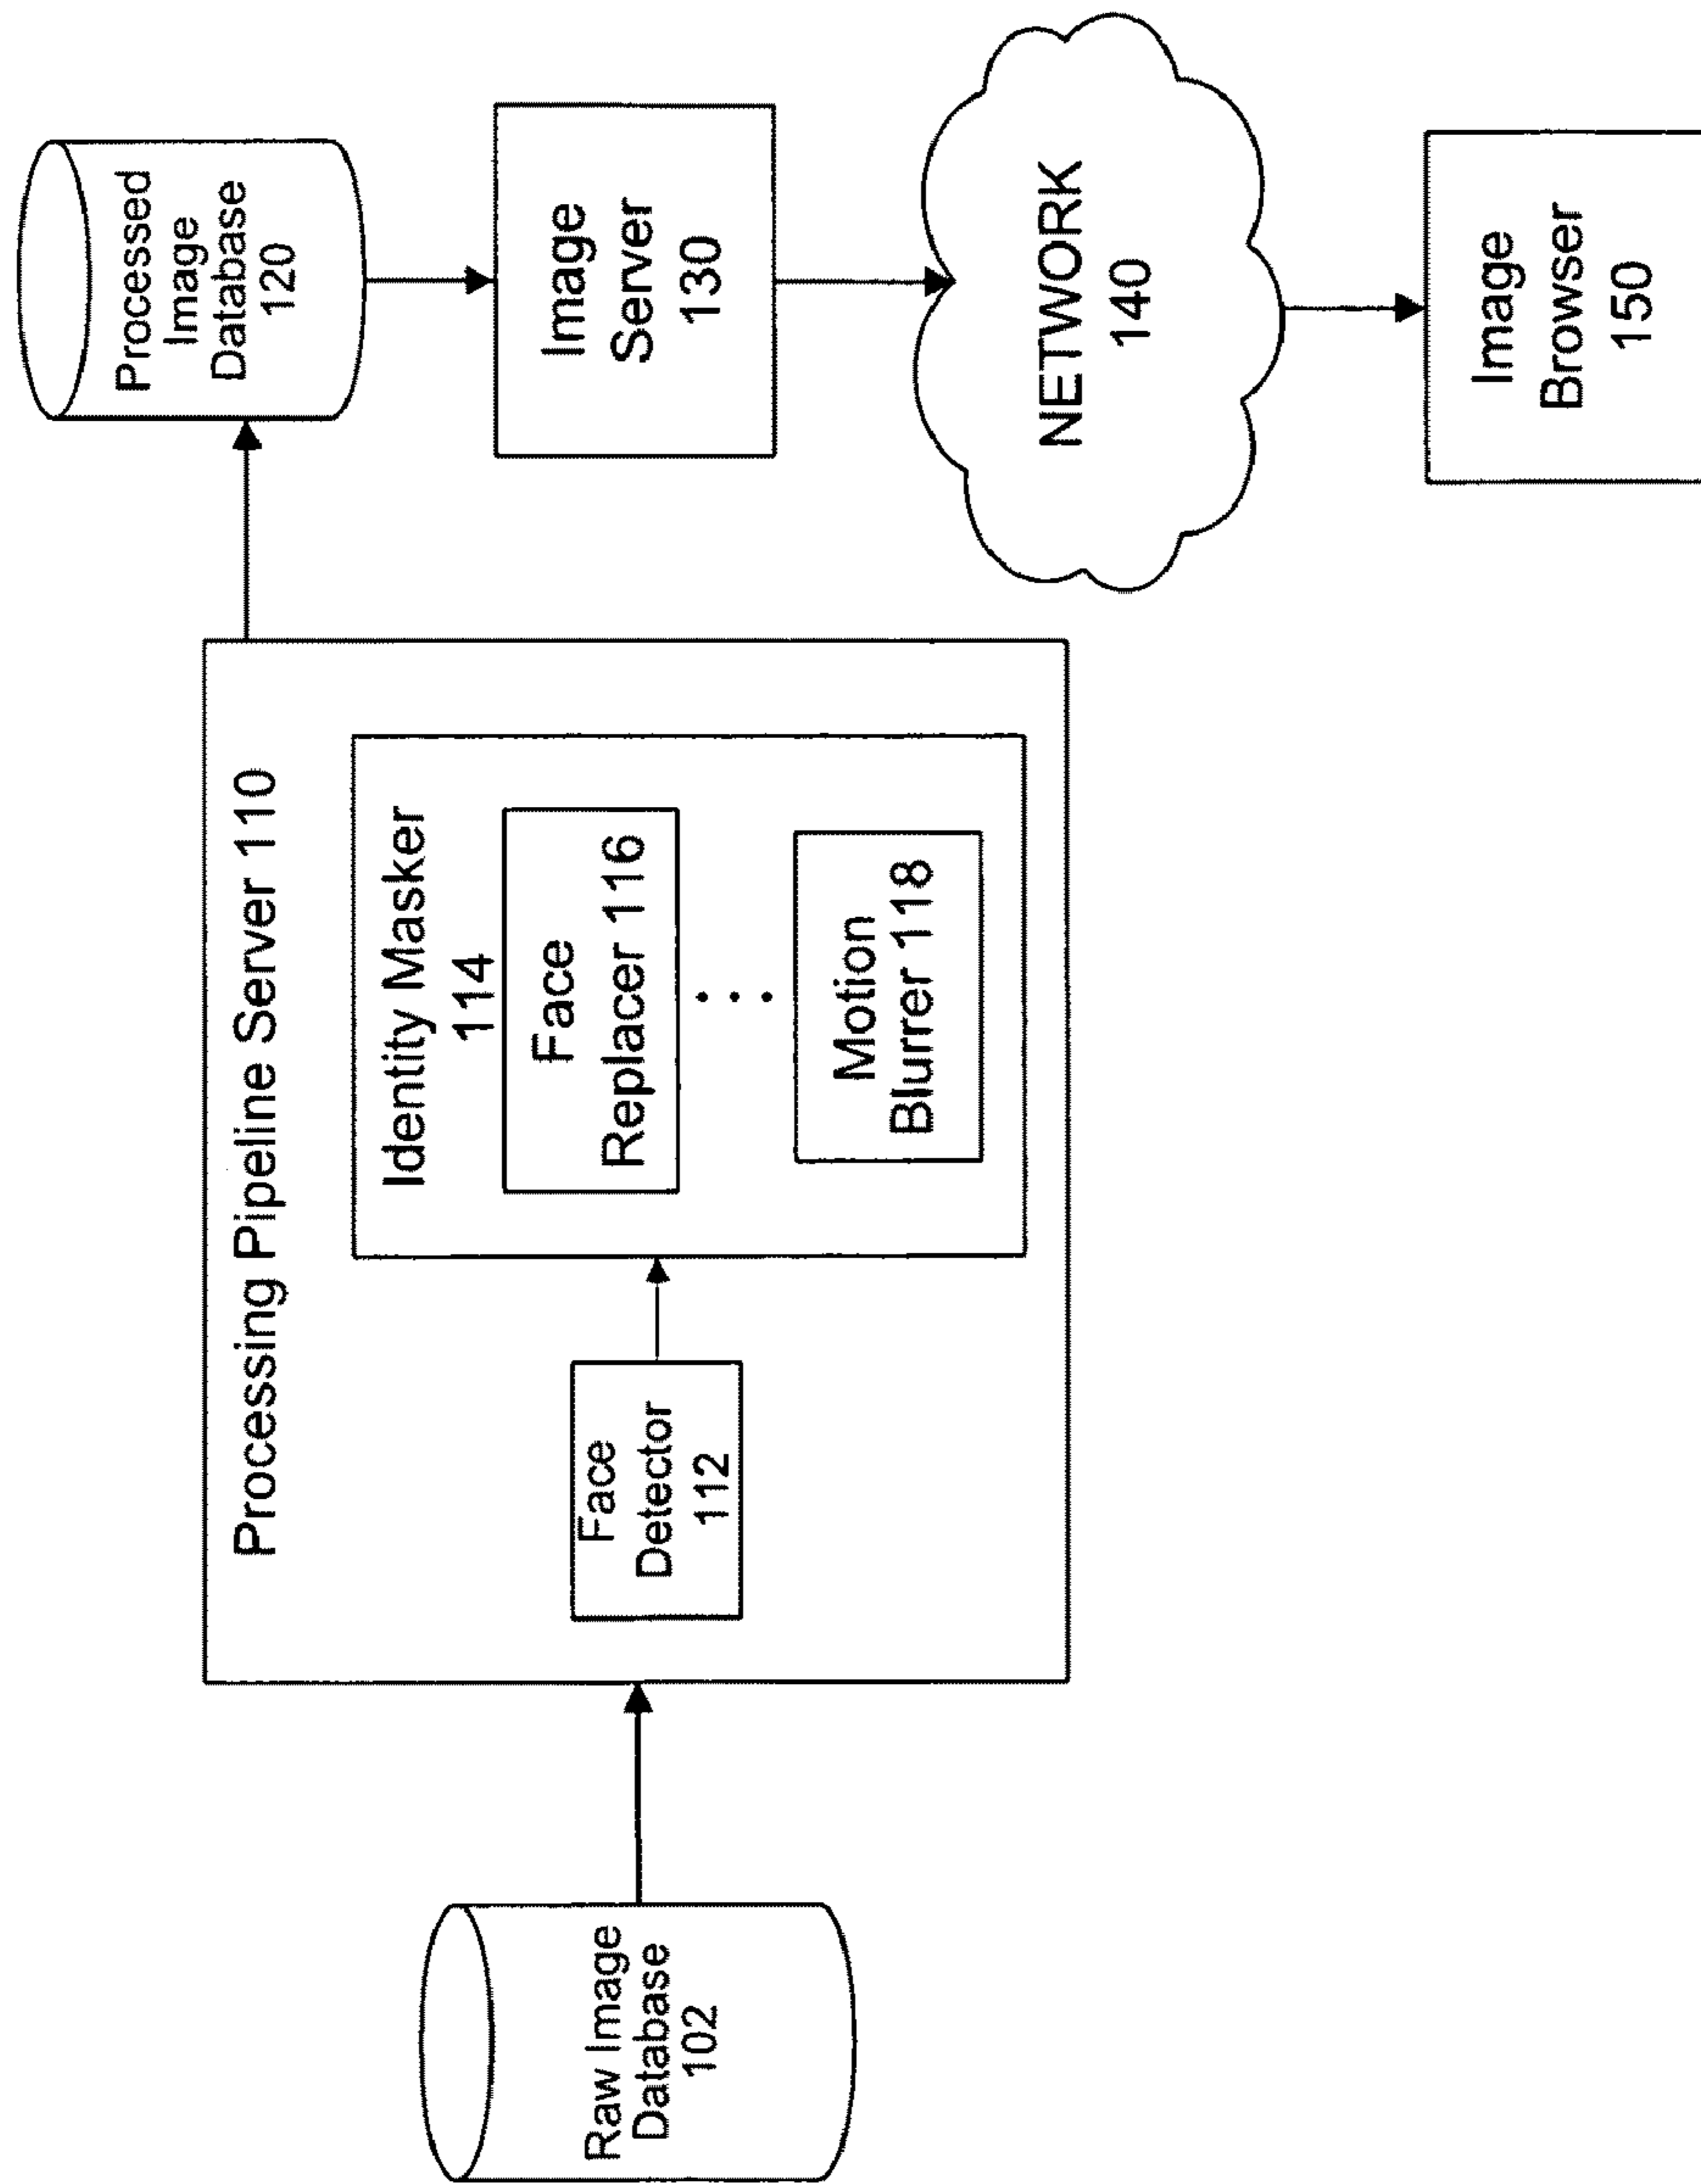 Raw Image
Database
102
Processing Pipeline Server 110
Face
Detector
112
Identity Masker
114
Face
Replacer 116
Motion
Blurrer 118
Processed
Image
Database
120
Image
Server
130
NETWORK
140
Image
Browser
150